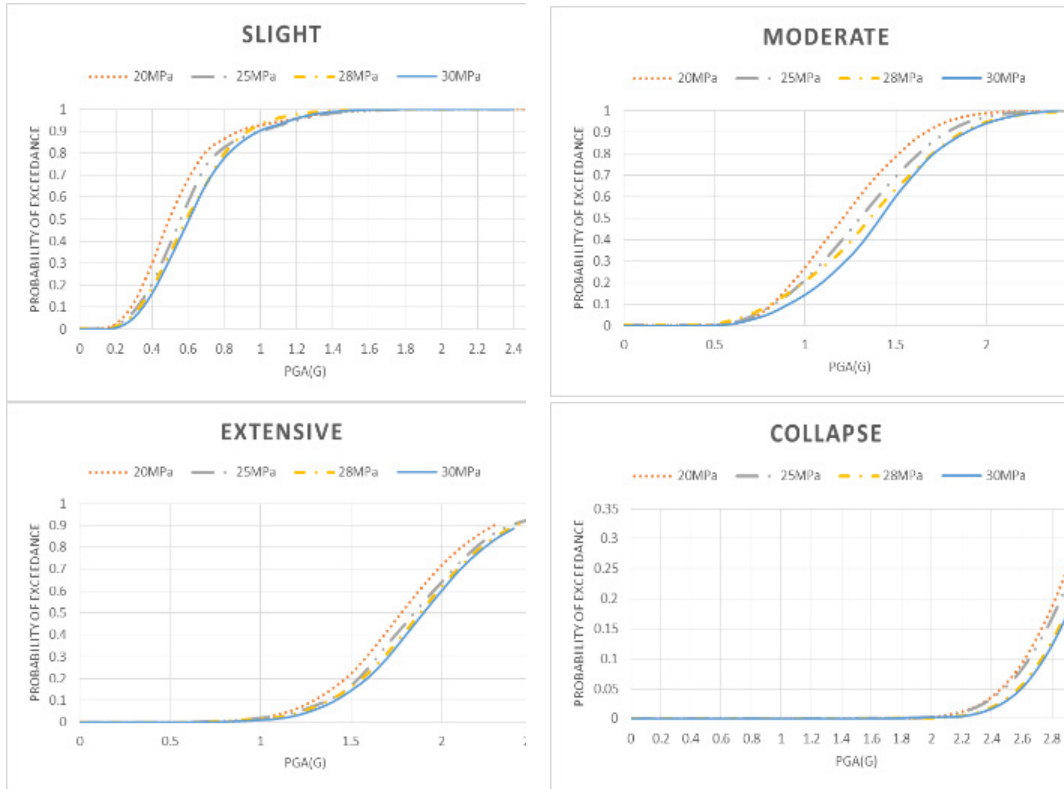 SLIGHT
20MPa 25MPa 28MPa 30MPa
PROBABILITY OF EXCEEDANCE
1
0.9
0.8
0.7
0.6
0.5
0.4
0.3
0.2
0.1
0
0 0.2 0.4 0.6 0.8 1 1.2 1.4 1.6 1.8 2 2.2 2.4
PGA(G)
MODERATE
20MPa 25MPa 28MPa 30MPa
PROBABILITY OF EXCEEDANCE
1
0.9
0.8
0.7
0.6
0.5
0.4
0.3
0.2
0.1
0
0 0.5 1 1.5 2
PGA(G)
EXTENSIVE
20MPa 25MPa 28MPa 30MPa
PROBABILITY OF EXCEEDANCE
1
0.9
0.8
0.7
0.6
0.5
0.4
0.3
0.2
0.1
0
0 0.5 1 1.5 2
PGA(G)
COLLAPSE
20MPa 25MPa 28MPa 30MPa
PROBABILITY OF EXCEEDANCE
0.35
0.3
0.25
0.2
0.15
0.1
0.05
0
0 0.2 0.4 0.6 0.8 1 1.2 1.4 1.6 1.8 2 2.2 2.4 2.6 2.8
PGA(G)